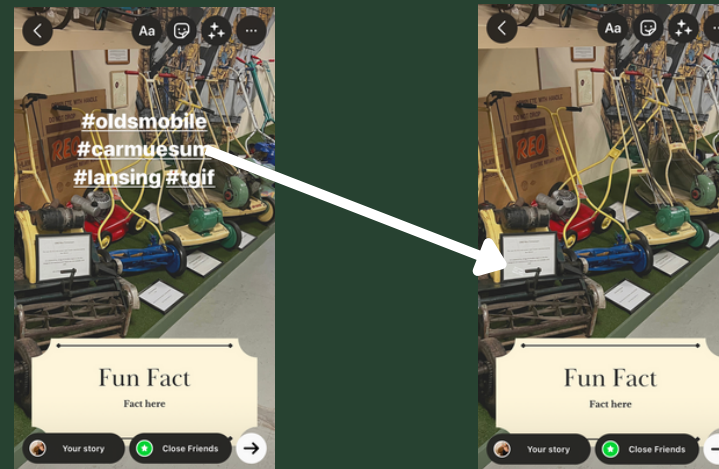 Aa
#oldsmobile
#carmuesum
#lansing #tgif
REO
Fun Fact
Fact here
Your story
Close Friends
Aa
REO
Fun Fact
Fact here
Your story
Close Friends